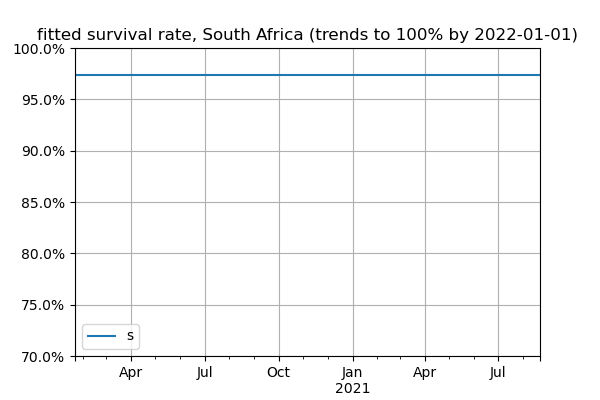 fitted survival rate, South Africa (trends to 100% by 2022-01-01)
100.0%
95.0%
90.0%
85.0%
80.0%
75.0%
70.0%
s
Apr Jul Oct Jan Apr Jul
2021